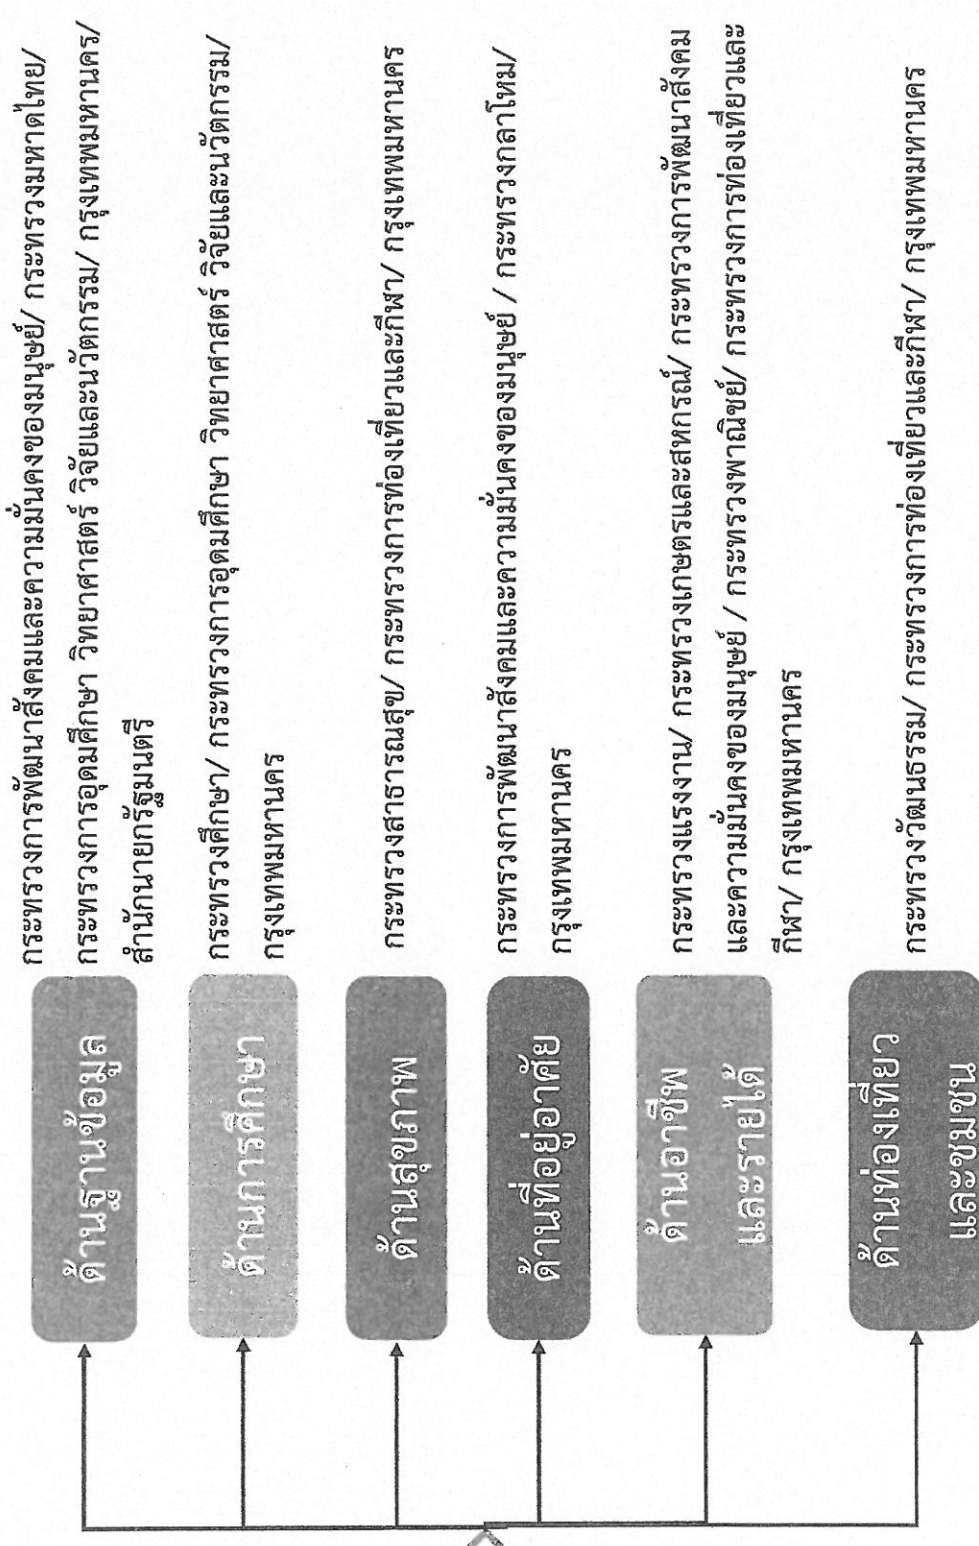 ด้านฐานข้อมูล
กระทรวงการพัฒนาสังคมและความมั่นคงของมนุษย์/ กระทรวงมหาดไทย/
กระทรวงการอุดมศึกษา วิทยาศาสตร์ วิจัยและนวัตกรรม/ กรุงเทพมหานคร/
สำนักนายกรัฐมนตรี
ด้านการศึกษา
กระทรวงศึกษา/ กระทรวงการอุดมศึกษา วิทยาศาสตร์ วิจัยและนวัตกรรม/
กรุงเทพมหานคร
ด้านสุขภาพ
กระทรวงสาธารณสุข/ กระทรวงการท่องเที่ยวและกีฬา/ กรุงเทพมหานคร
ด้านที่อยู่อาศัย
กระทรวงการพัฒนาสังคมและความมั่นคงของมนุษย์ / กระทรวงกลาโหม/
กรุงเทพมหานคร
ด้านอาชีพ
และรายได้
กระทรวงแรงงาน/ กระทรวงเกษตรและสหกรณ์/ กระทรวงการพัฒนาสังคม
และความมั่นคงของมนุษย์ / กระทรวงพาณิชย์/ กระทรวงการท่องเที่ยวและ
กีฬา/ กรุงเทพมหานคร
ด้านท่องเที่ยว
และชุมชน
กระทรวงวัฒนธรรม/ กระทรวงการท่องเที่ยวและกีฬา/ กรุงเทพมหานคร